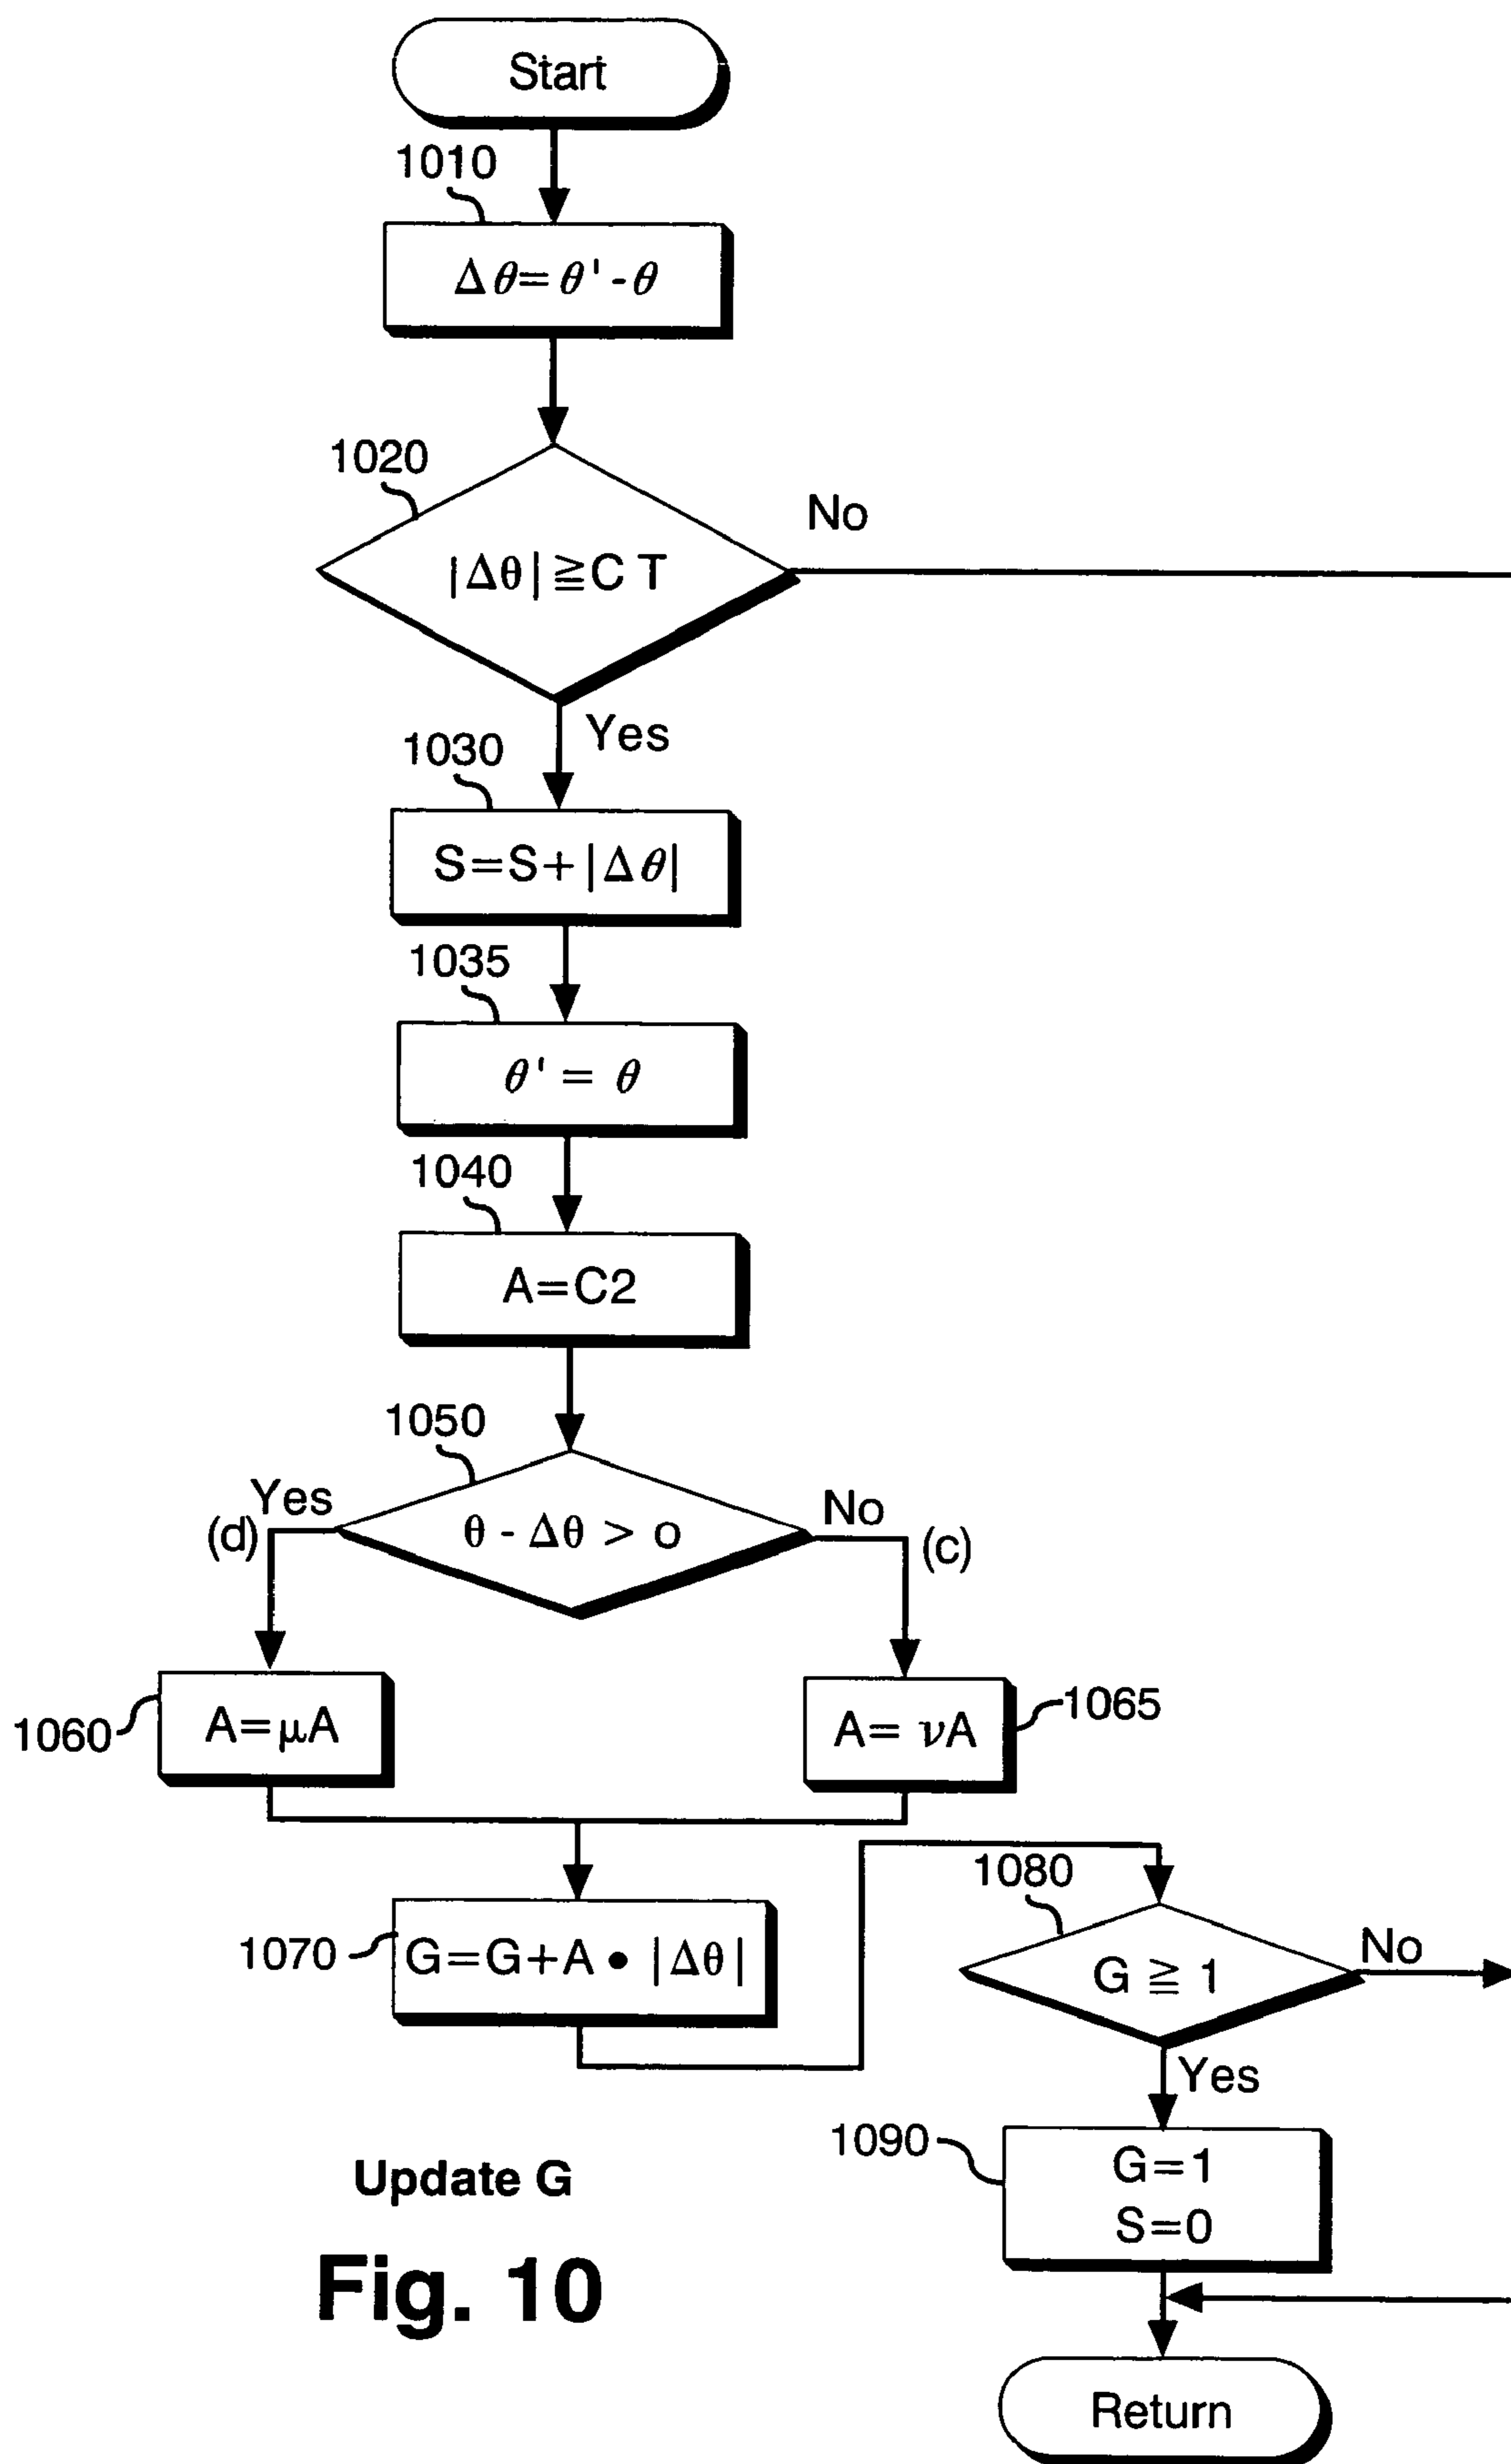 Start
1010
Δθ=θ'-θ
1020
No
|Δθ|≧C T
Yes
1030
S=S+|Δθ|
1035
θ' = θ
1040
A=C2
1050
Yes
No
(d)
θ - Δθ > o
(c)
1060
A=μA
A= νA
1065
1080
1070
G=G+A • |Δθ|
No
G ≧ 1
Yes
1090
G=1
S=0
Update G
Fig. 10
Return